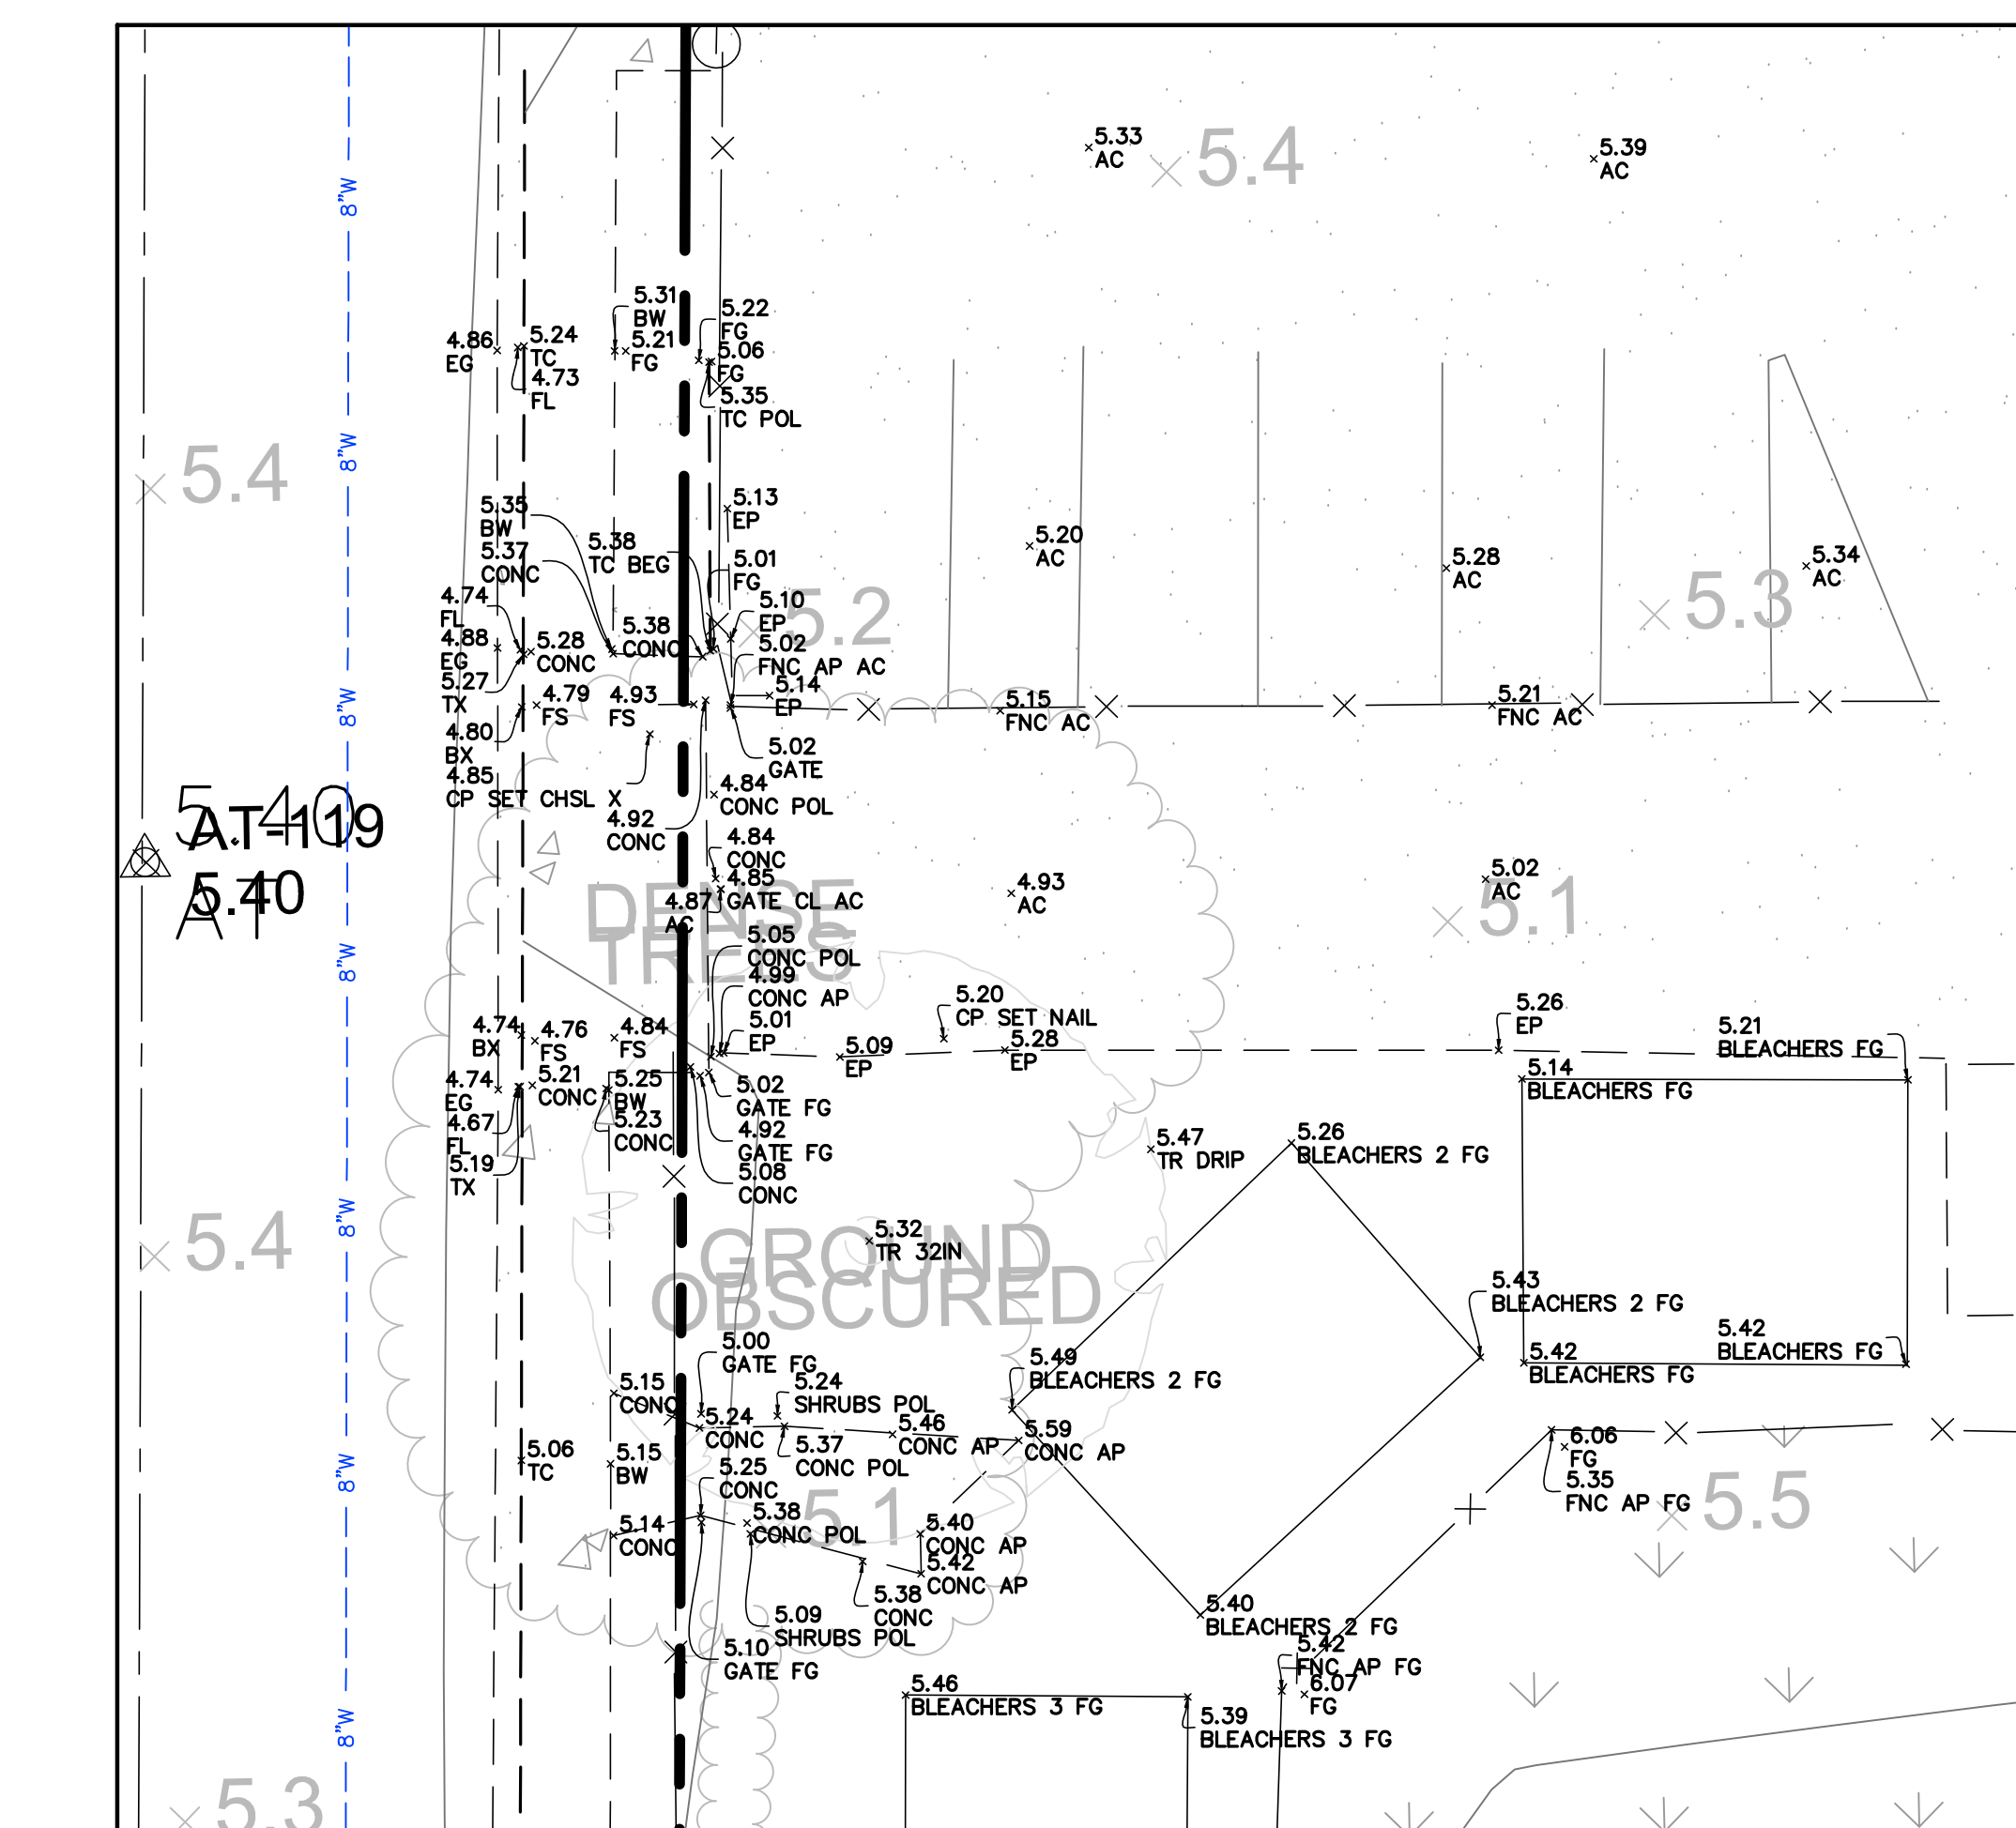 5.33
AC
5.4
5.39
AC
8"W
5.31
BW
5.22
FG
4.86
EG
5.24
TC
5.21
FG
5.06
FG
4.73
FL
5.35
TC POL
5.4
8"W
5.35
BW
5.13
EP
5.37
CONC
5.38
TC BEG
5.01
FG
5.20
AC
5.28
AC
5.34
AC
4.74
FL
5.10
EP
5.2
5.3
4.88
EG
5.28
CONC
5.38
CONC
5.02
FNC AP AC
5.27
TX
4.79
FS
4.93
FS
5.14
EP
5.15
FNC AC
5.21
FNC AC
8"W
4.80
BX
5.02
GATE
4.85
CP SET CHSL X
4.84
CONC POL
4.92
CONC
5.40
AT-119
5.40
AT
4.84
CONC
4.85
GATE CL AC
4.87
AC
4.93
AC
5.02
AC
5.1
DENSE
TREES
8"W
5.05
CONC POL
4.99
CONC AP
5.20
CP SET NAIL
5.26
EP
5.21
BLEACHERS FG
4.74
BX
4.76
FS
4.84
FS
5.01
EP
5.09
EP
5.28
EP
5.14
BLEACHERS FG
4.74
EG
5.21
CONC
5.25
BW
5.02
GATE FG
4.67
FL
5.23
CONC
4.92
GATE FG
5.47
TR DRIP
5.26
BLEACHERS 2 FG
5.19
TX
5.08
CONC
8"W
5.4
5.32
TR 32IN
GROUND
OBSCURED
5.43
BLEACHERS 2 FG
5.00
GATE FG
5.49
BLEACHERS 2 FG
5.42
BLEACHERS FG
5.42
BLEACHERS FG
5.15
CONC
5.24
SHRUBS POL
5.24
CONC
5.46
CONC AP
5.59
CONC AP
5.06
TC
5.15
BW
5.37
CONC POL
6.06
FG
8"W
5.25
CONC
5.35
FNC AP FG
5.5
5.1
5.14
CONC
5.38
CONC POL
5.40
CONC AP
5.42
CONC AP
5.38
CONC
5.09
SHRUBS POL
5.40
BLEACHERS 2 FG
5.10
GATE FG
5.42
FNC AP FG
6.07
FG
5.46
BLEACHERS 3 FG
5.39
BLEACHERS 3 FG
8"W
5.3